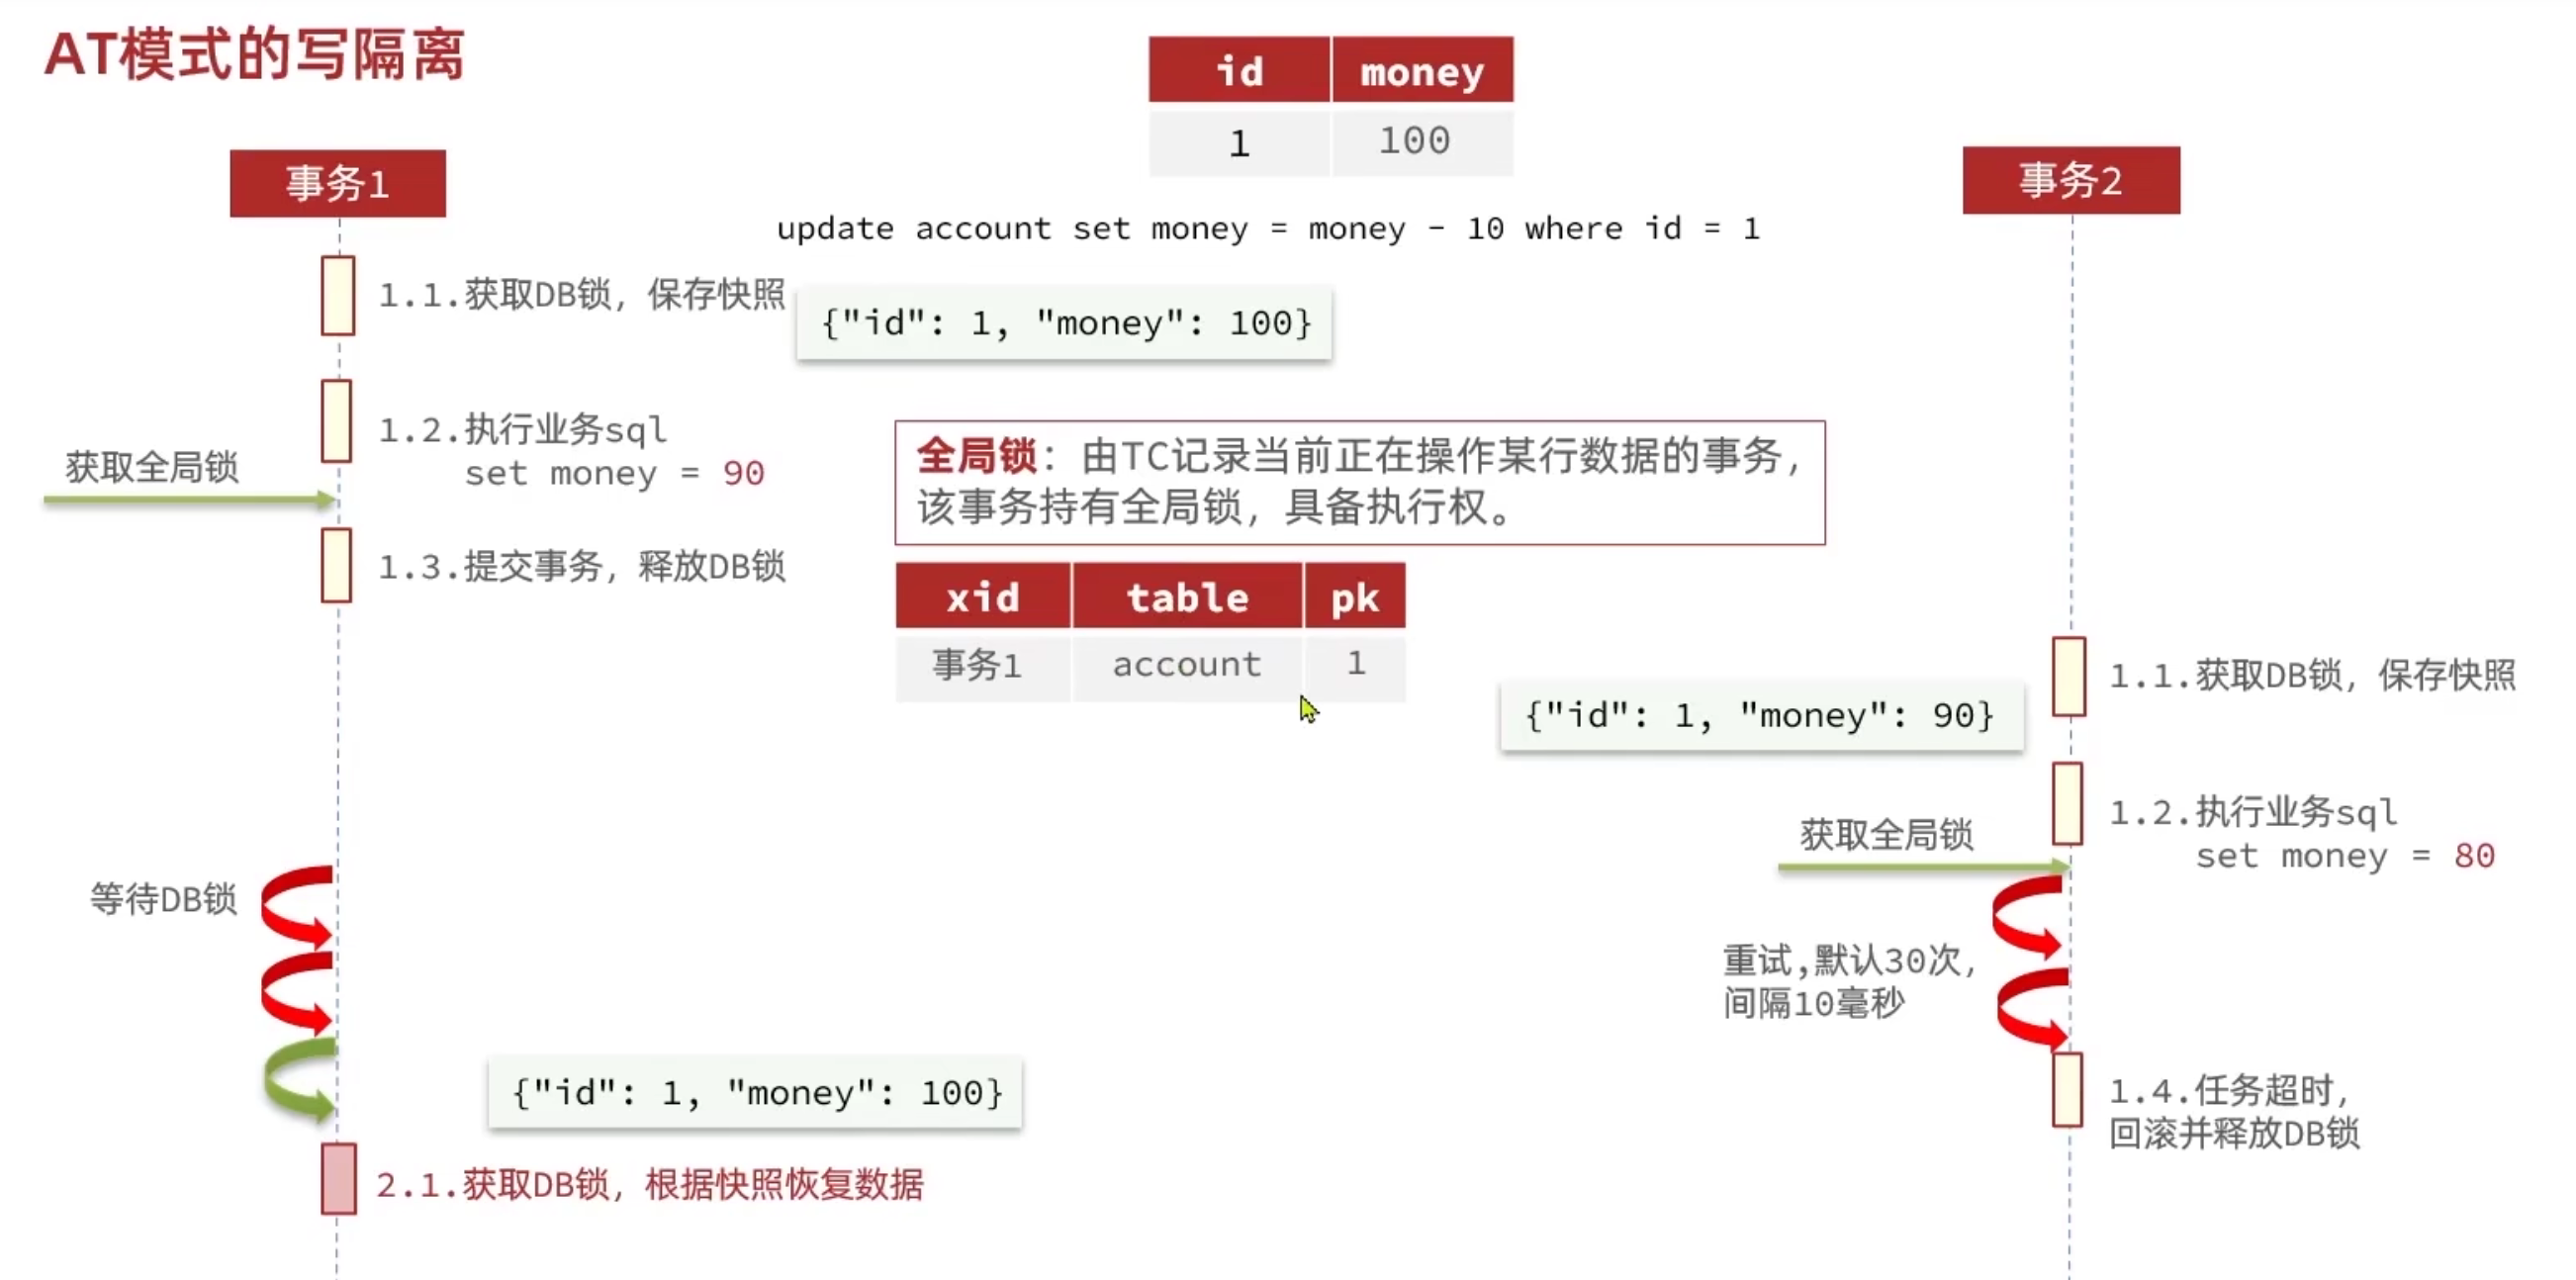 AT模式的写隔离
id money
1 100
事务1
事务2
update account set money = money - 10 where id = 1
1.1.获取DB锁，保存快照
{"id": 1, "money": 100}
1.2.执行业务sql
set money = 90
获取全局锁
1.3.提交事务，释放DB锁
全局锁：由TC记录当前正在操作某行数据的事务，
该事务持有全局锁，具备执行权。
xid table pk
事务1 account 1
1.1.获取DB锁，保存快照
{"id": 1, "money": 90}
1.2.执行业务sql
set money = 80
获取全局锁
等待DB锁
重试,默认30次，
间隔10毫秒
1.4.任务超时，
回滚并释放DB锁
{"id": 1, "money": 100}
2.1.获取DB锁，根据快照恢复数据